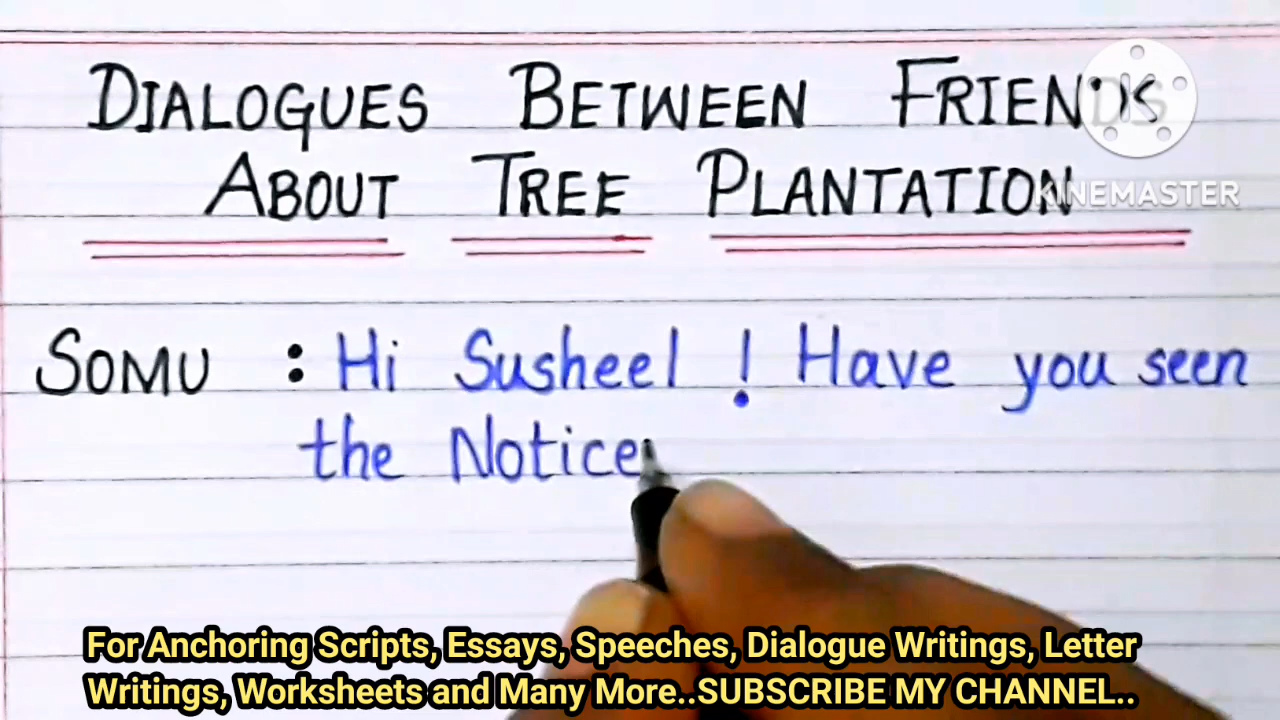 DIALOGUES BETWEEN FRIENDS
ABOUT TREE PLANTATION
KINEMASTER
SOMU : Hi Susheel ! Have you seen
the Notice
For Anchoring Scripts, Essays, Speeches, Dialogue Writings, Letter
Writings, Worksheets and Many More..SUBSCRIBE MY CHANNEL..